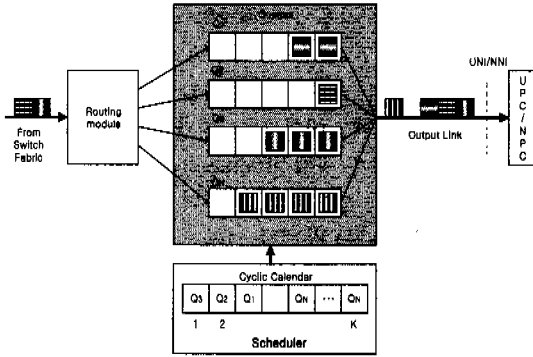 UNI/NNI
From
Switch
Fabric
Routing
module
Output Link
U
P
C
/
N
P
C
Cyclic Calendar
Q3 Q2 Q1 QN ... QN
1 2 K
Scheduler